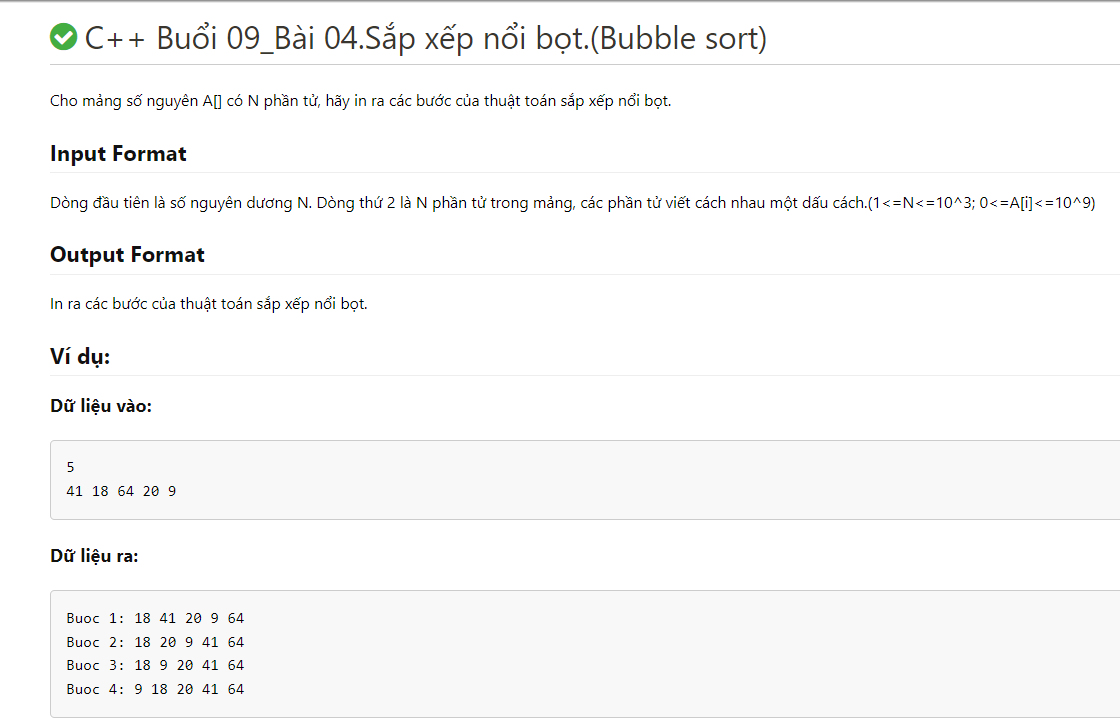 C++ Buổi 09_Bài 04.Sắp xếp nổi bọt.(Bubble sort)
Cho mảng số nguyên A[] có N phần tử, hãy in ra các bước của thuật toán sắp xếp nổi bọt.
Input Format
Dòng đầu tiên là số nguyên dương N. Dòng thứ 2 là N phần tử trong mảng, các phần tử viết cách nhau một dấu cách.(1<=N<=10^3; 0<=A[i]<=10^9)
Output Format
In ra các bước của thuật toán sắp xếp nổi bọt.
Ví dụ:
Dữ liệu vào:
5
41 18 64 20 9
Dữ liệu ra:
Buoc 1: 18 41 20 9 64
Buoc 2: 18 20 9 41 64
Buoc 3: 18 9 20 41 64
Buoc 4: 9 18 20 41 64